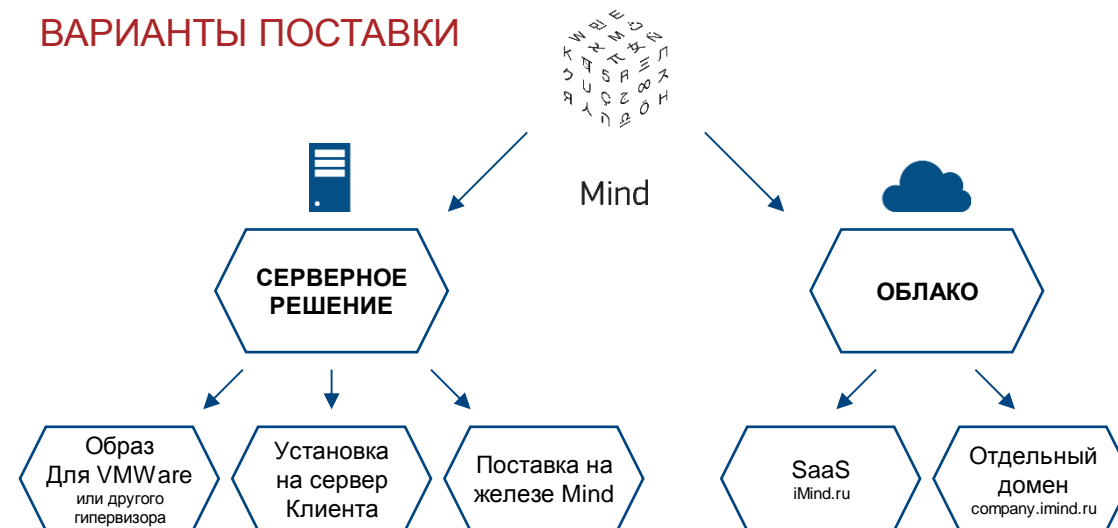 ВАРИАНТЫ ПОСТАВКИ
Mind
СЕРВЕРНОЕ
РЕШЕНИЕ
ОБЛАКО
Образ
Для VMWare
или другого
гипервизора
Установка
на сервер
Клиента
Поставка на
железе Mind
SaaS
iMind.ru
Отдельный
домен
company.imind.ru